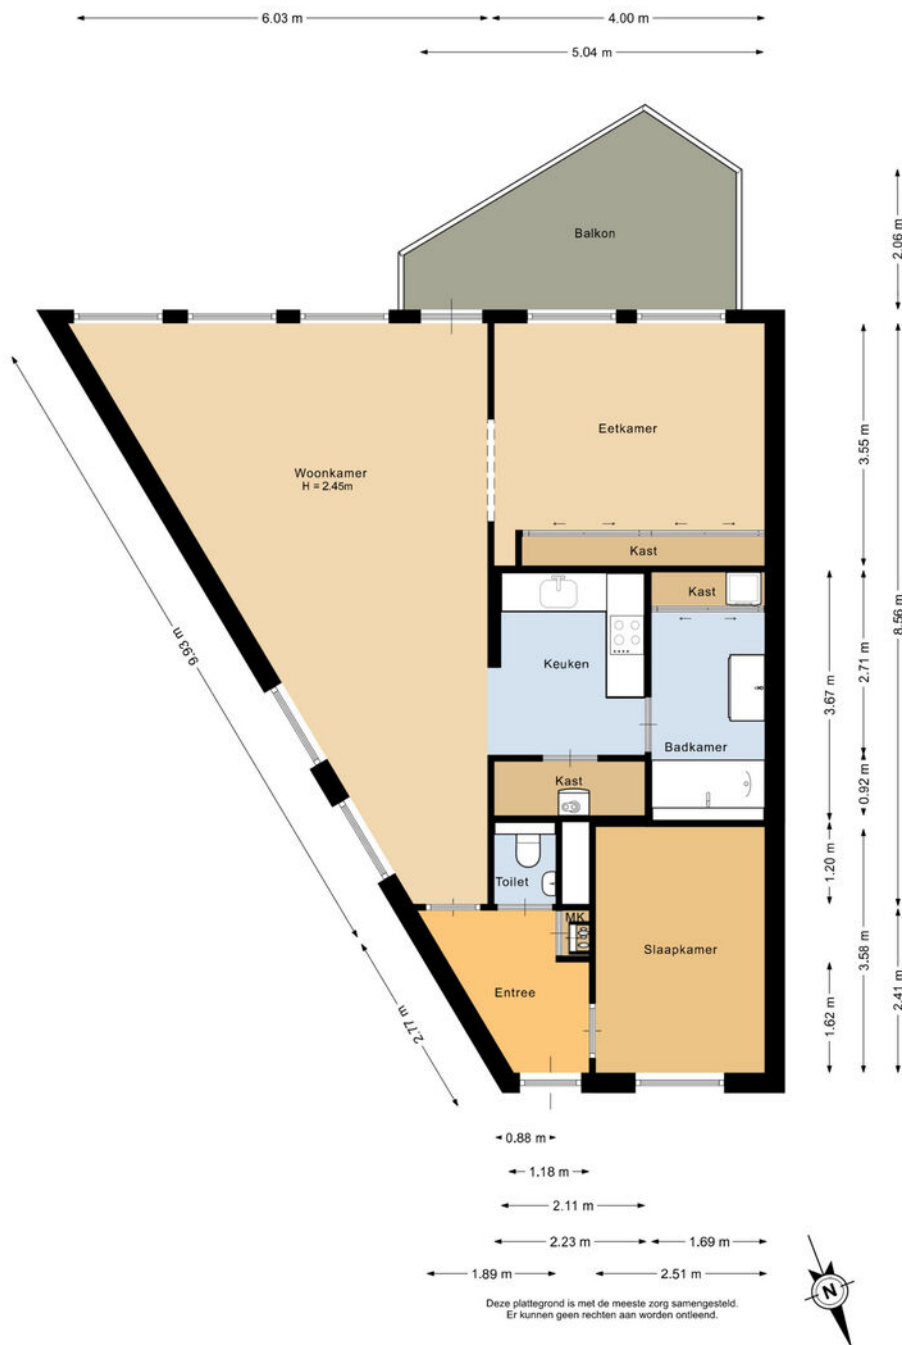 6.03 m
4.00 m
5.04 m
2.06 m
Balkon
Eetkamer
Woonkamer
H = 2.45m
3.55 m
8.56 m
Kast
Kast
Keuken
2.71 m
3.67 m
9.93 m
Badkamer
Kast
0.92 m
1.20 m
Toilet
MK
Slaapkamer
3.58 m
2.41 m
Entree
1.62 m
2.77 m
0.88 m
1.18 m
2.11 m
2.23 m
1.69 m
1.89 m
2.51 m
N
Deze plattegrond is met de meeste zorg samengesteld.
Er kunnen geen rechten aan worden ontleend.